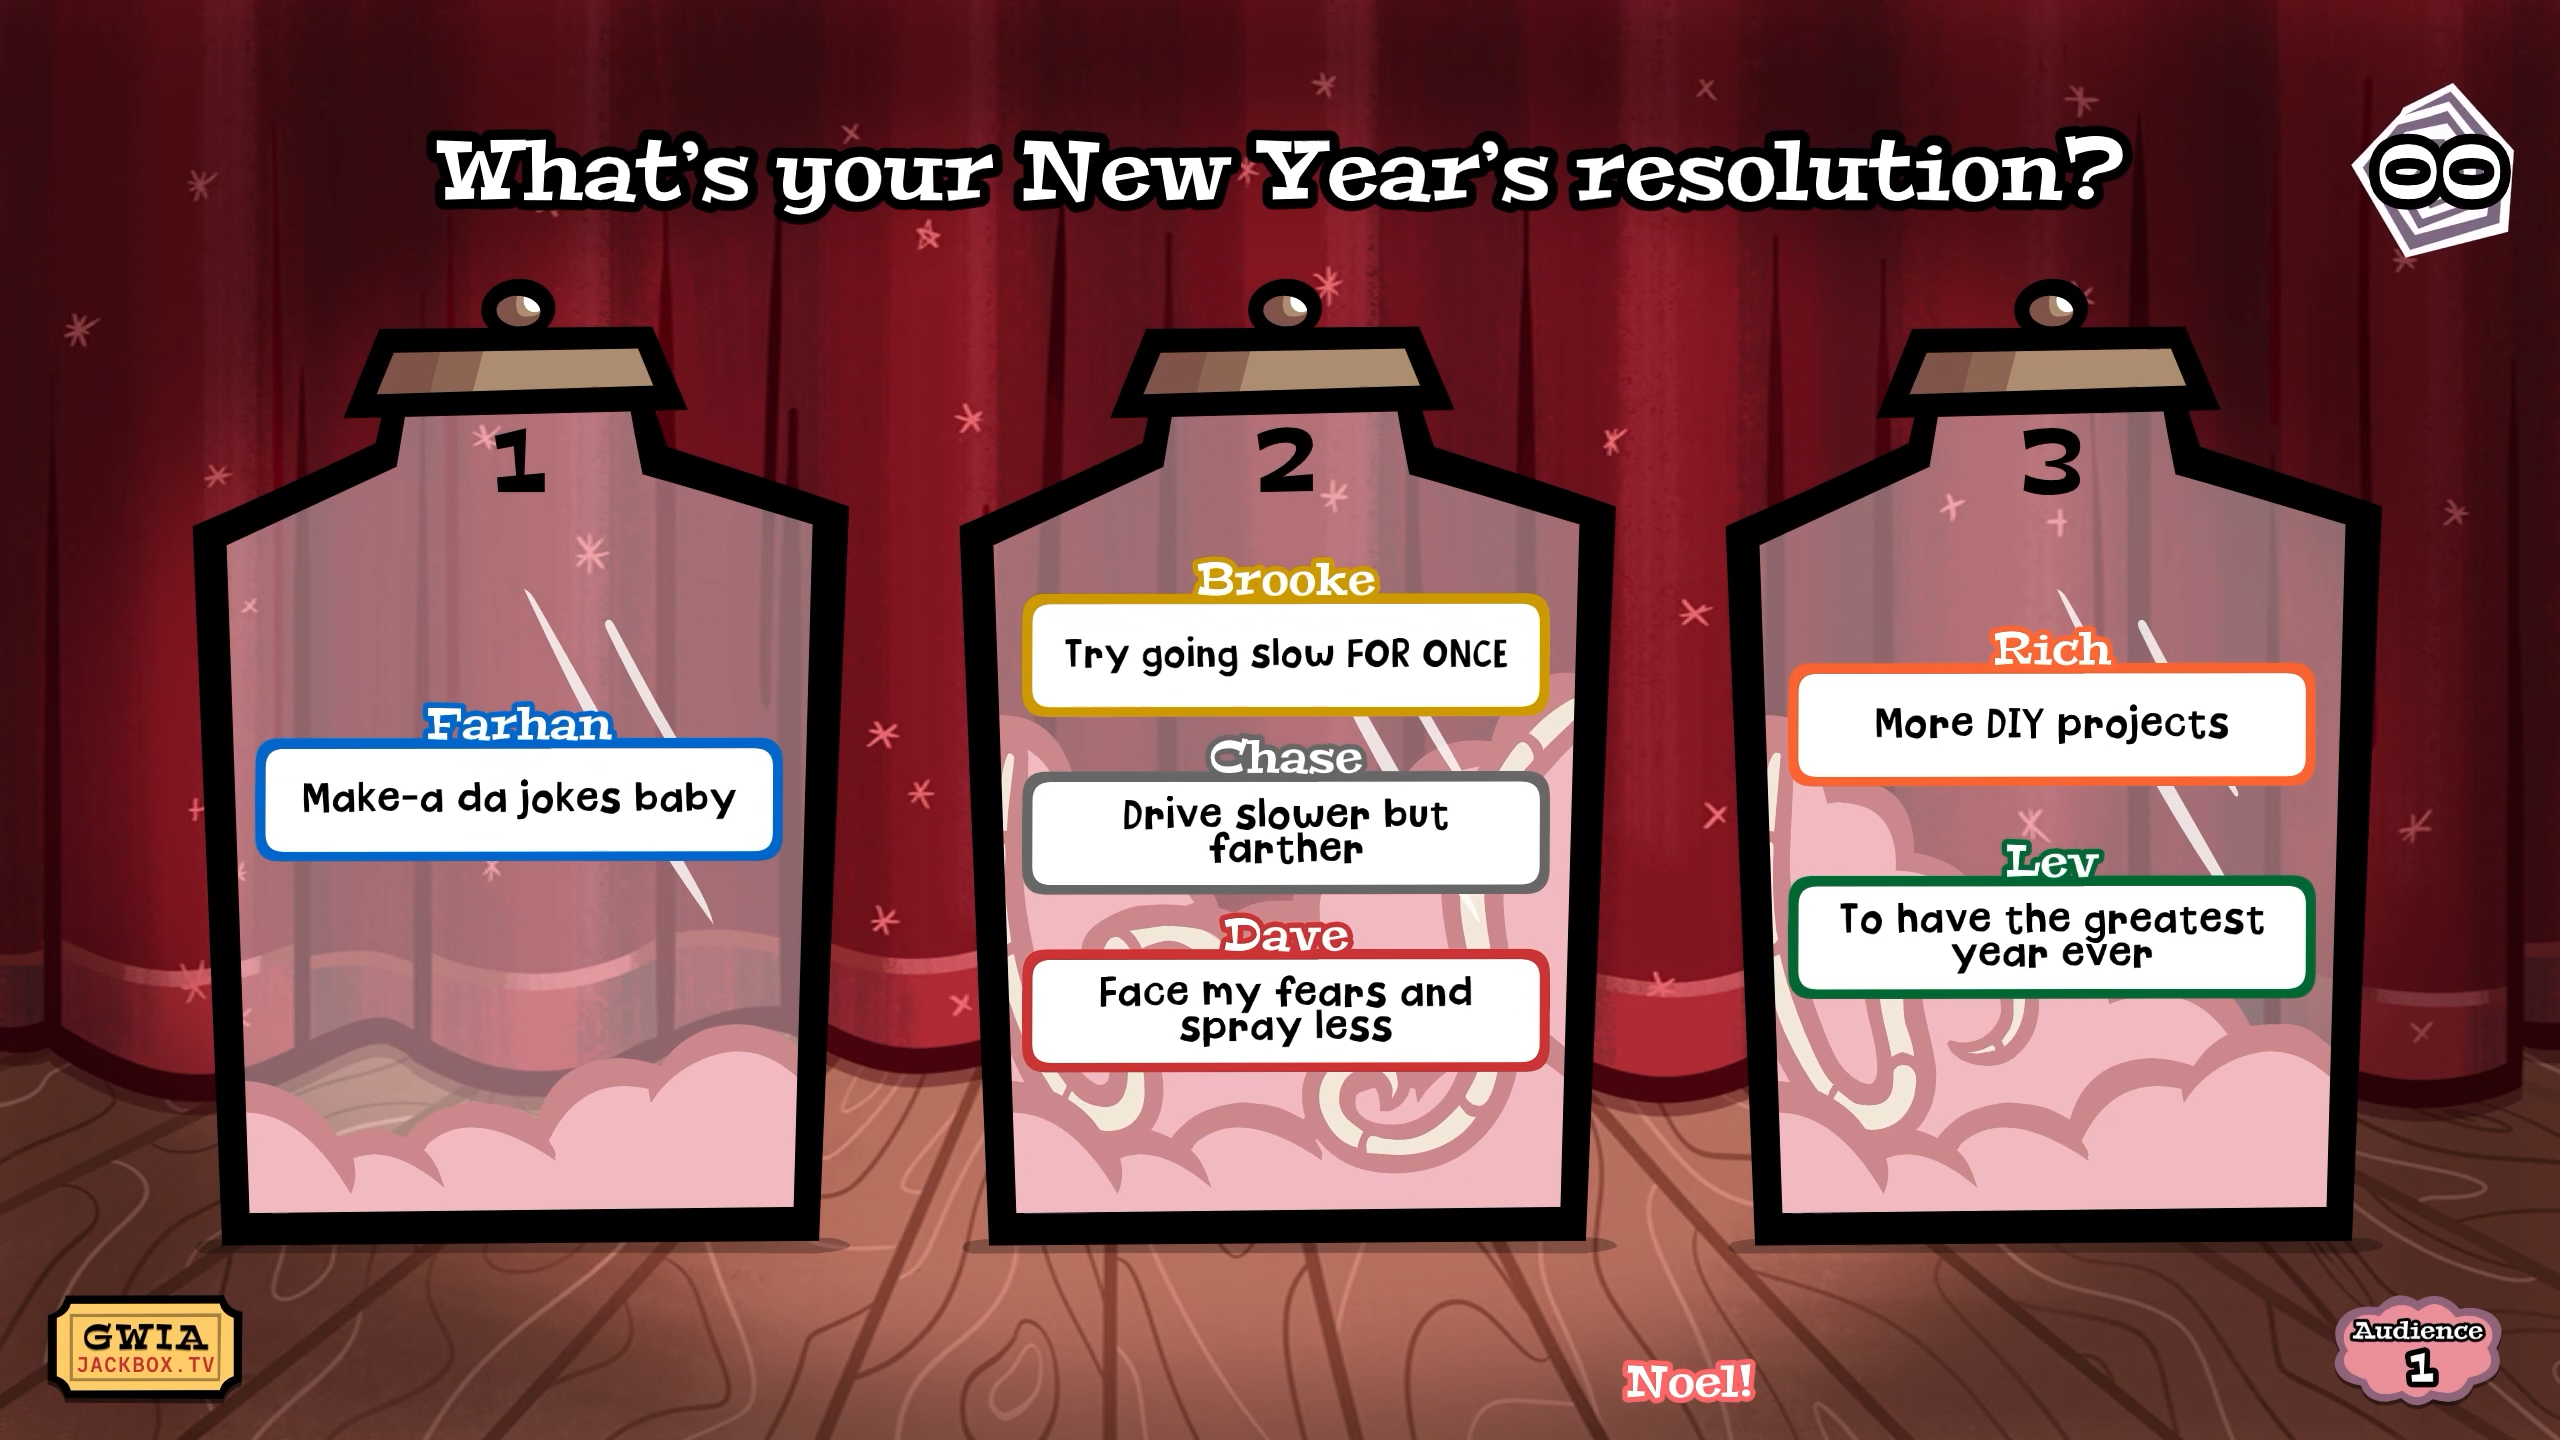 What's your New Year's resolution?
00
1
Farhan
Make-a da jokes baby
2
Brooke
Try going slow FOR ONCE
Chase
Drive slower but
farther
Dave
Face my fears and
spray less
3
Rich
More DIY projects
Lev
To have the greatest
year ever
GWIA
JACKBOX.TV
Noel!
Audience
1